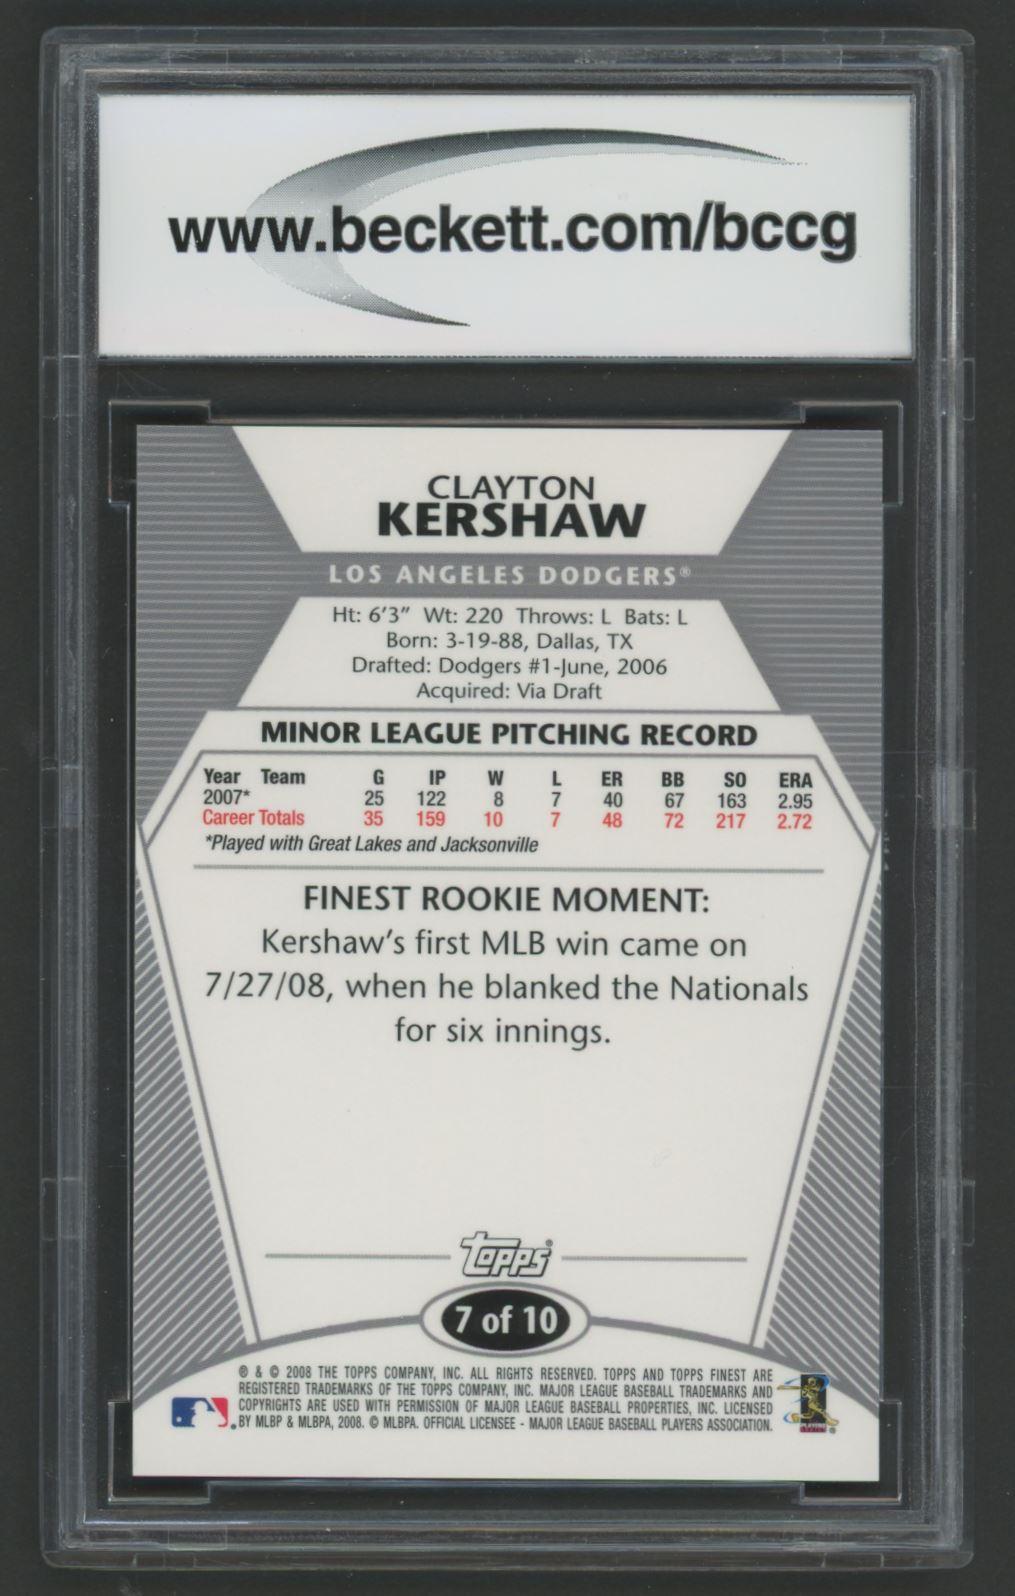 www.beckett.com/bccg
CLAYTON
KERSHAW
LOS ANGELES DODGERS®
Ht: 6'3" Wt: 220 Throws: L Bats: L
Born: 3-19-88, Dallas, TX
Drafted: Dodgers #1-June, 2006
Acquired: Via Draft
MINOR LEAGUE PITCHING RECORD
Year Team G IP W L ER BB SO ERA
2007* 25 122 8 7 40 67 163 2.95
Career Totals 35 159 10 7 48 72 217 2.72
*Played with Great Lakes and Jacksonville
FINEST ROOKIE MOMENT:
Kershaw's first MLB win came on
7/27/08, when he blanked the Nationals
for six innings.
Topps®
7 of 10
® & © 2008 THE TOPPS COMPANY, INC. ALL RIGHTS RESERVED. TOPPS AND TOPPS FINEST ARE
REGISTERED TRADEMARKS OF THE TOPPS COMPANY, INC. MAJOR LEAGUE BASEBALL TRADEMARKS AND
COPYRIGHTS ARE USED WITH PERMISSION OF MAJOR LEAGUE BASEBALL PROPERTIES, INC. LICENSED
BY MLBP & MLBPA, 2008. © MLBPA. OFFICIAL LICENSEE - MAJOR LEAGUE BASEBALL PLAYERS ASSOCIATION.